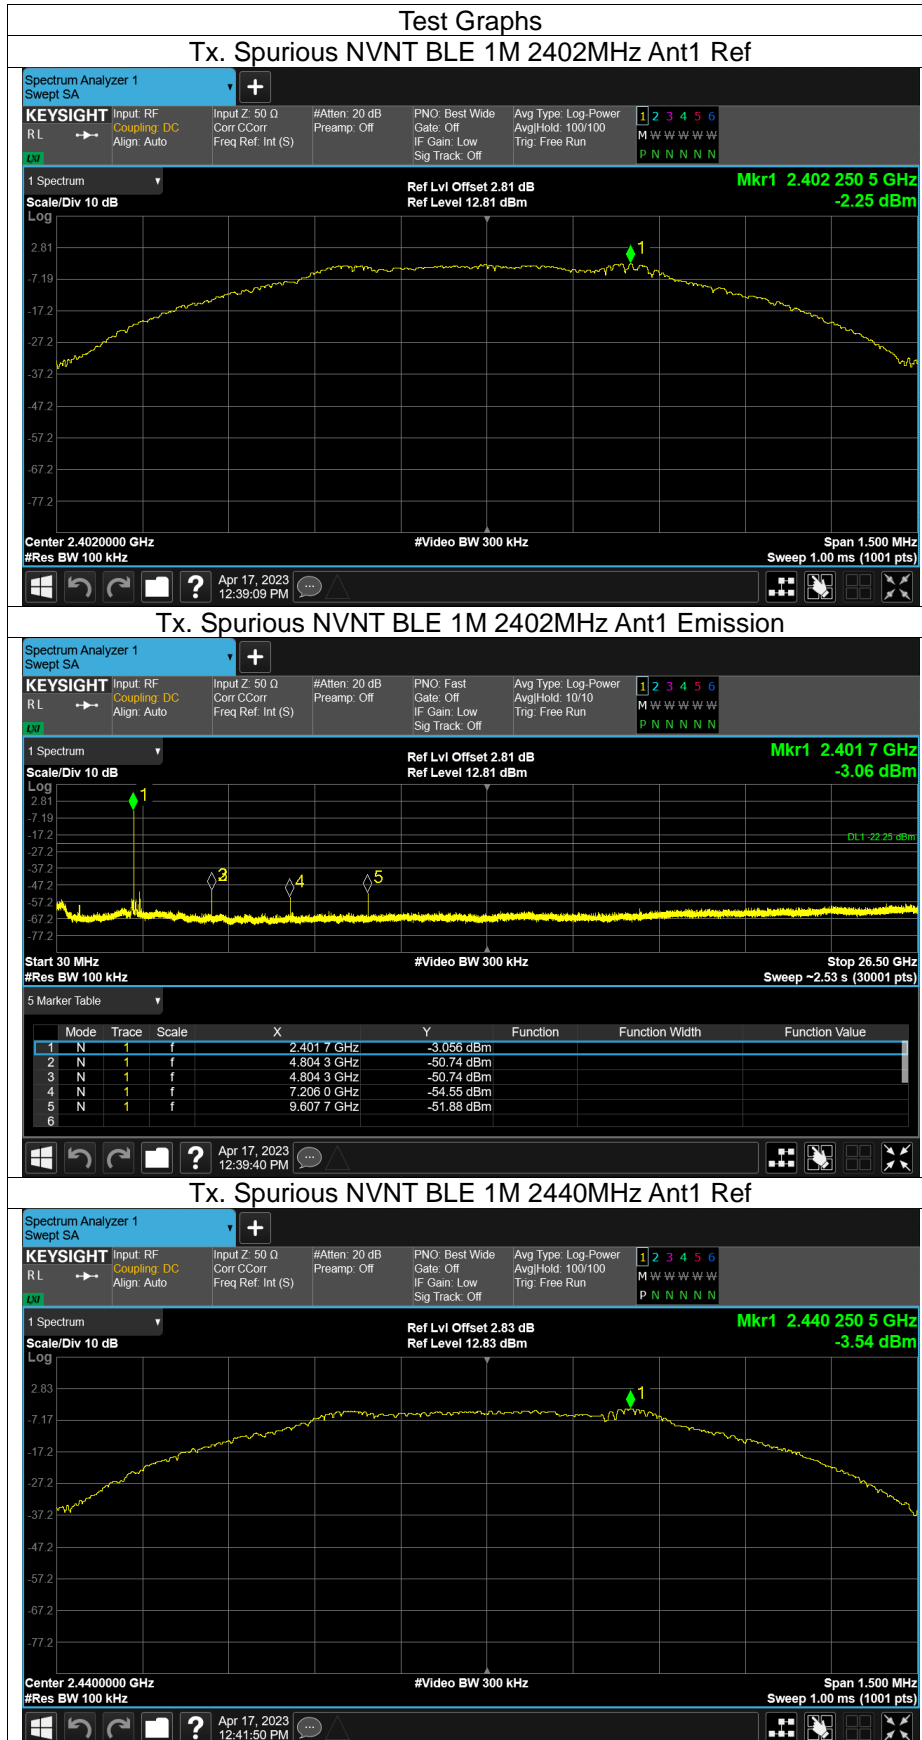 Test Graphs
Tx. Spurious NVNT BLE 1M 2402MHz Ant1 Ref
Spectrum Analyzer 1
Swept SA
+
KEYSIGHT Input: RF Input Z: 50 Ω #Atten: 20 dB PNO: Best Wide Avg Type: Log-Power 1 2 3 4 5 6
R L Coupling: DC Corr CCorr Preamp: Off Gate: Off Avg|Hold: 100/100 M W W W W W
Align: Auto Freq Ref: Int (S) IF Gain: Low Trig: Free Run P N N N N N
LXI Sig Track: Off
1 Spectrum Ref Lvl Offset 2.81 dB Mkr1 2.402 250 5 GHz
Scale/Div 10 dB Ref Level 12.81 dBm -2.25 dBm
Log
1
2.81
-7.19
-17.2
-27.2
-37.2
-47.2
-57.2
-67.2
-77.2
Center 2.4020000 GHz #Video BW 300 kHz Span 1.500 MHz
#Res BW 100 kHz Sweep 1.00 ms (1001 pts)
? Apr 17, 2023
12:39:09 PM
Tx. Spurious NVNT BLE 1M 2402MHz Ant1 Emission
Spectrum Analyzer 1
Swept SA
+
KEYSIGHT Input: RF Input Z: 50 Ω #Atten: 20 dB PNO: Fast Avg Type: Log-Power 1 2 3 4 5 6
R L Coupling: DC Corr CCorr Preamp: Off Gate: Off Avg|Hold: 10/10 M W W W W W
Align: Auto Freq Ref: Int (S) IF Gain: Low Trig: Free Run P N N N N N
LXI Sig Track: Off
1 Spectrum Ref Lvl Offset 2.81 dB Mkr1 2.401 7 GHz
Scale/Div 10 dB Ref Level 12.81 dBm -3.06 dBm
Log
1
2.81
-7.19
-17.2
DL1 -22.25 dBm
-27.2
-37.2
3 4 5
-47.2
-57.2
-67.2
-77.2
Start 30 MHz #Video BW 300 kHz Stop 26.50 GHz
#Res BW 100 kHz Sweep ~2.53 s (30001 pts)
5 Marker Table
Mode Trace Scale X Y Function Function Width Function Value
1 N 1 f 2.401 7 GHz -3.056 dBm
2 N 1 f 4.804 3 GHz -50.74 dBm
3 N 1 f 4.804 3 GHz -50.74 dBm
4 N 1 f 7.206 0 GHz -54.55 dBm
5 N 1 f 9.607 7 GHz -51.88 dBm
6
? Apr 17, 2023
12:39:40 PM
Tx. Spurious NVNT BLE 1M 2440MHz Ant1 Ref
Spectrum Analyzer 1
Swept SA
+
KEYSIGHT Input: RF Input Z: 50 Ω #Atten: 20 dB PNO: Best Wide Avg Type: Log-Power 1 2 3 4 5 6
R L Coupling: DC Corr CCorr Preamp: Off Gate: Off Avg|Hold: 100/100 M W W W W W
Align: Auto Freq Ref: Int (S) IF Gain: Low Trig: Free Run P N N N N N
LXI Sig Track: Off
1 Spectrum Ref Lvl Offset 2.83 dB Mkr1 2.440 250 5 GHz
Scale/Div 10 dB Ref Level 12.83 dBm -3.54 dBm
Log
2.83
1
-7.17
-17.2
-27.2
-37.2
-47.2
-57.2
-67.2
-77.2
Center 2.4400000 GHz #Video BW 300 kHz Span 1.500 MHz
#Res BW 100 kHz Sweep 1.00 ms (1001 pts)
? Apr 17, 2023
12:41:50 PM